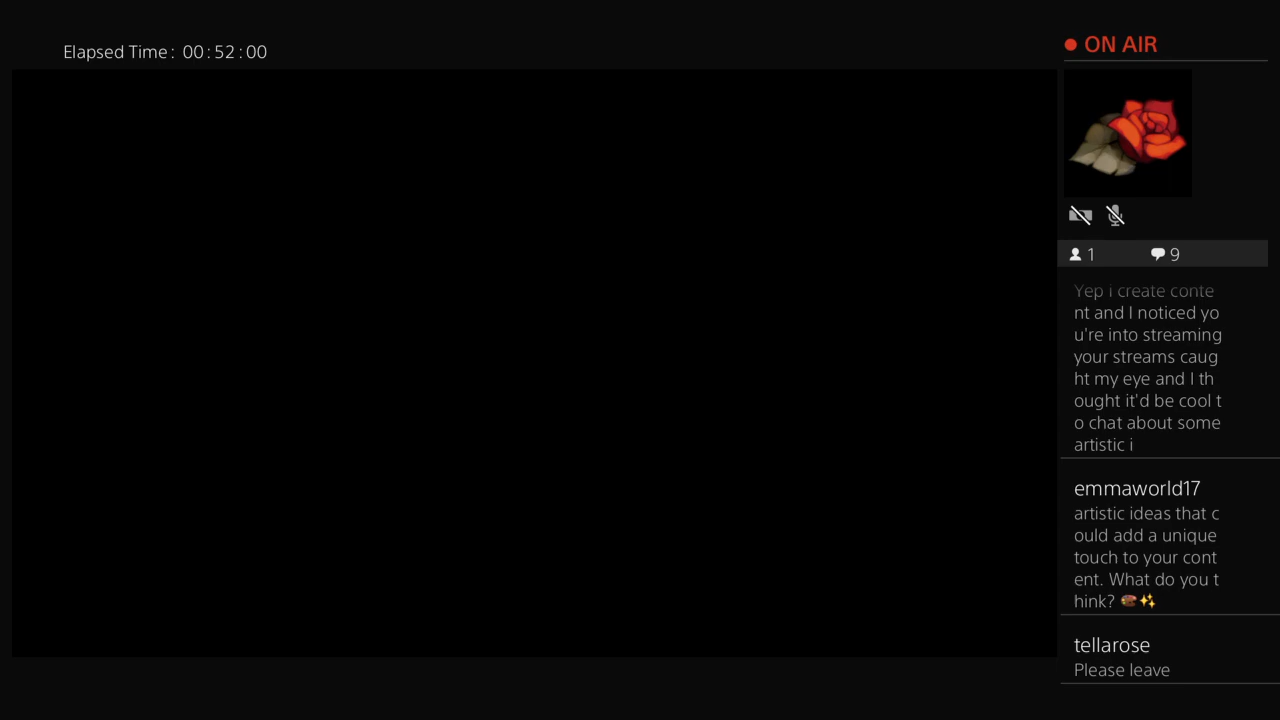 Elapsed Time: 00:52:00
ON AIR
1
9
Yep i create conte
nt and I noticed yo
u're into streaming
your streams caug
ht my eye and I th
ought it'd be cool t
o chat about some
artistic i
emmaworld17
artistic ideas that c
ould add a unique
touch to your cont
ent. What do you t
hink? 🎨✨
tellarose
Please leave